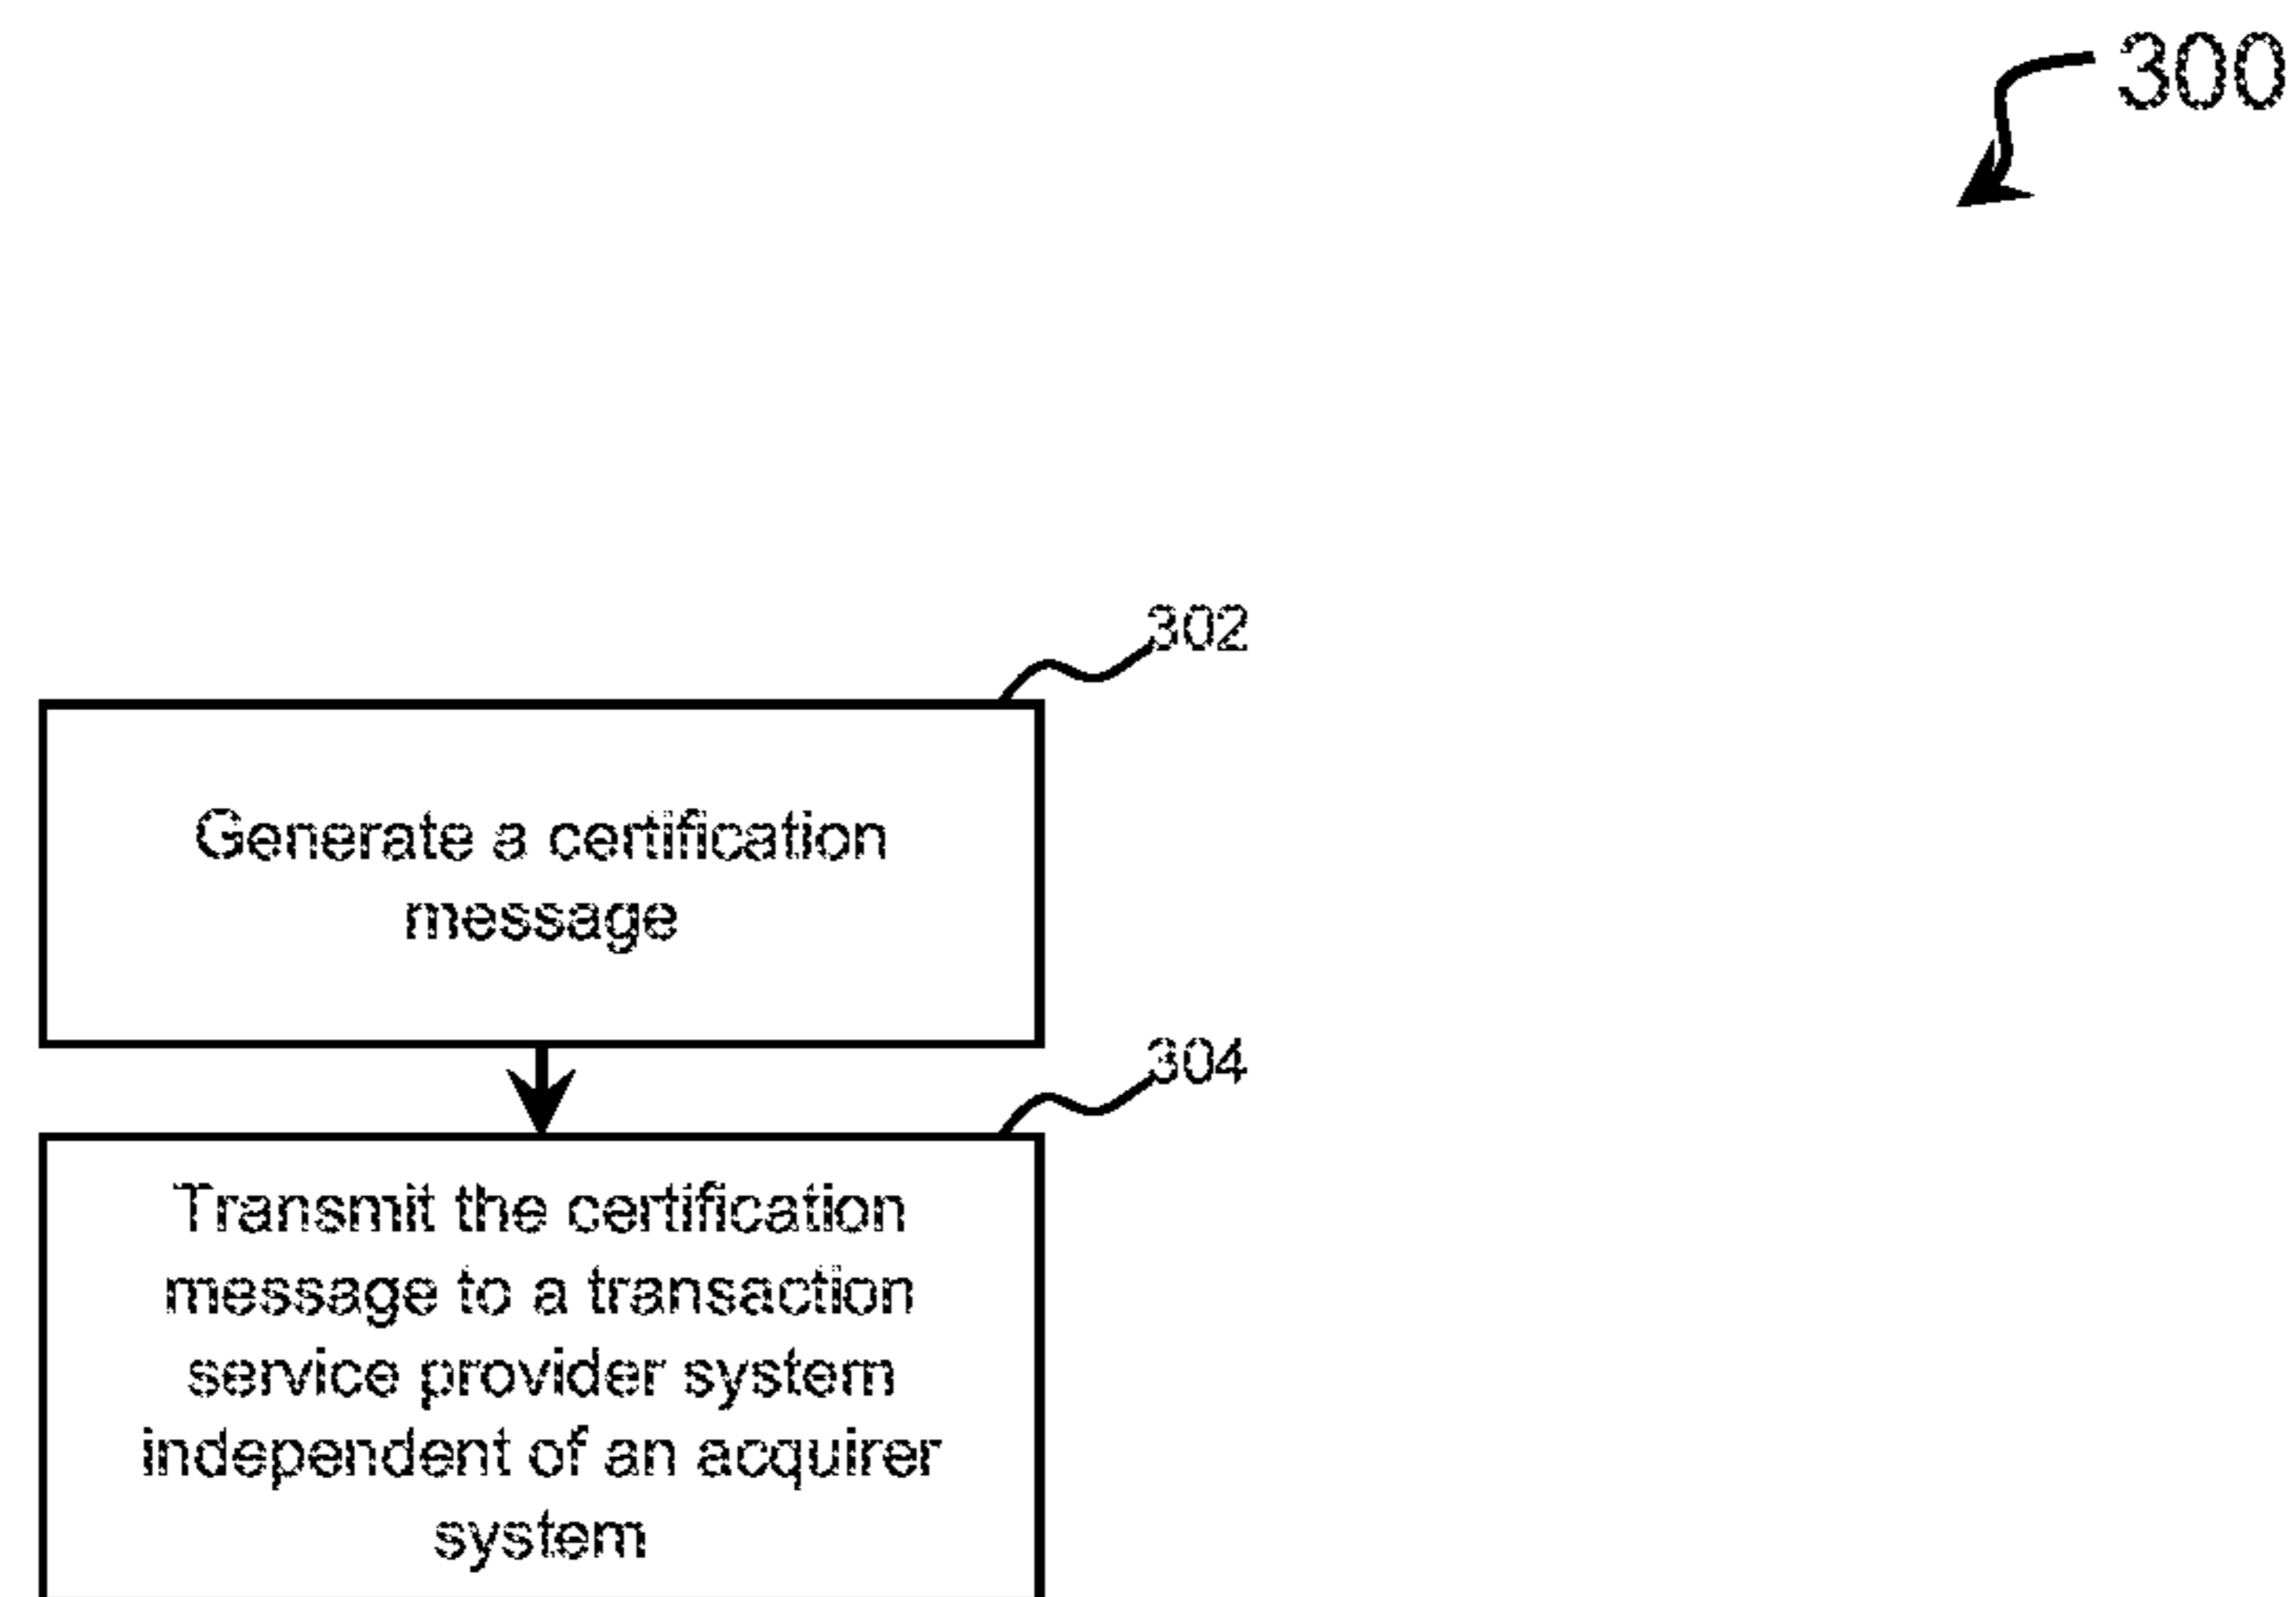 300
302
Generate a certification
message
304
Transmit the certification
message to a transaction
service provider system
independent of an acquirer
system